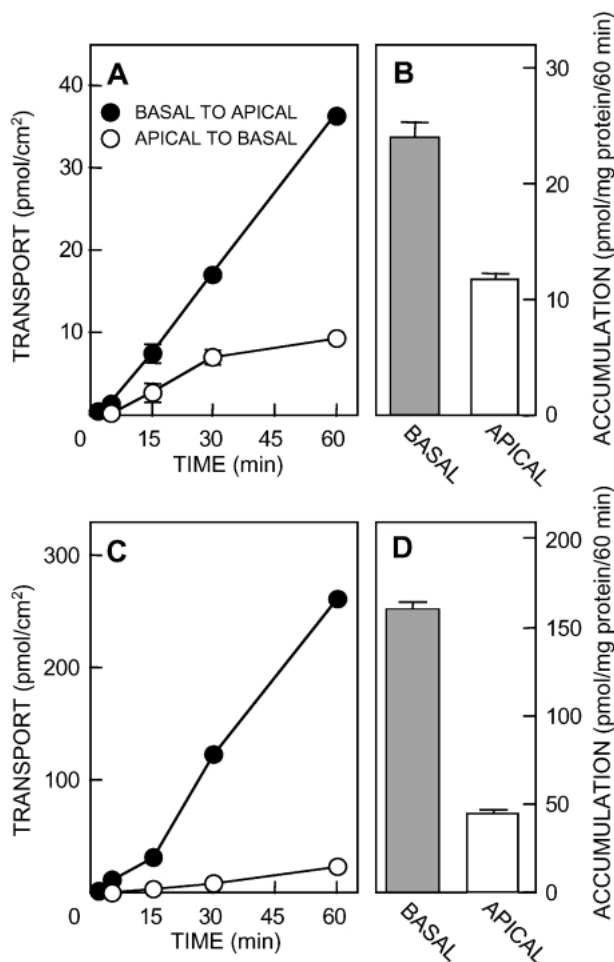 A
BASAL TO APICAL
APICAL TO BASAL
TRANSPORT (pmol/cm²)
40
30
20
10
0 15 30 45 60
TIME (min)
B
ACCUMULATION (pmol/mg protein/60 min)
30
20
10
0
BASAL
APICAL
C
TRANSPORT (pmol/cm²)
300
200
100
0 15 30 45 60
TIME (min)
D
ACCUMULATION (pmol/mg protein/60 min)
200
150
100
50
0
BASAL
APICAL